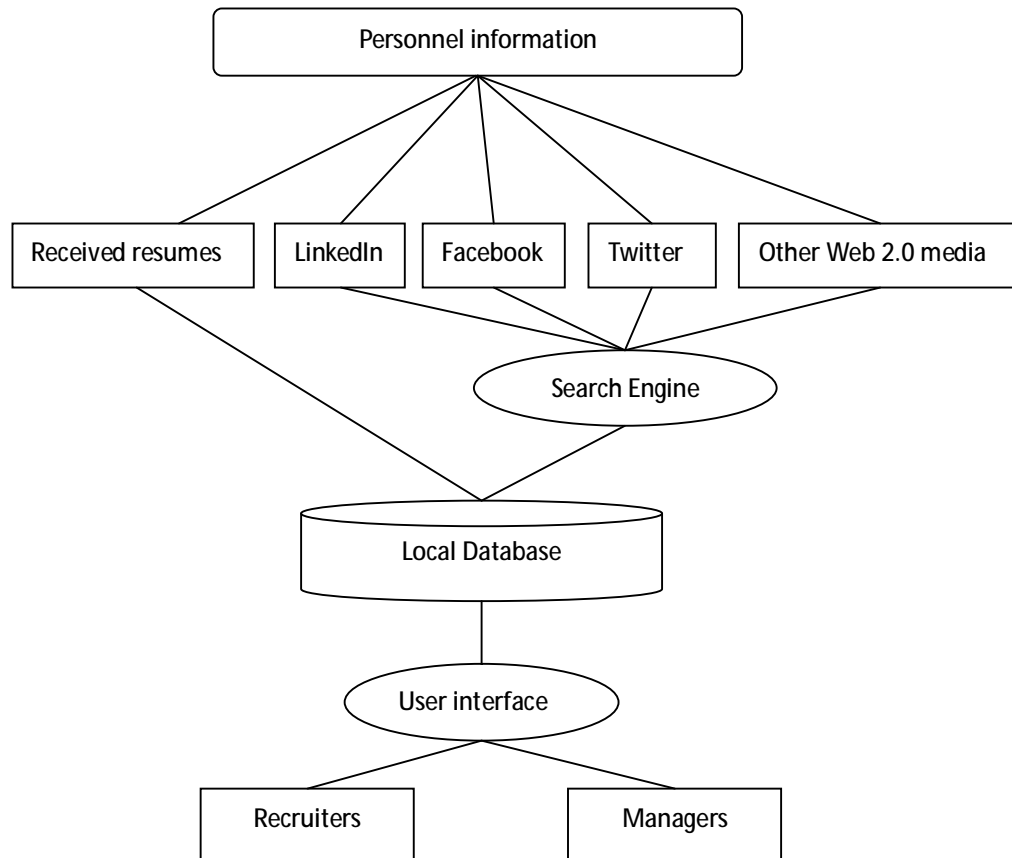 Personnel information
Received resumes
LinkedIn
Facebook
Twitter
Other Web 2.0 media
Search Engine
Local Database
User interface
Recruiters
Managers